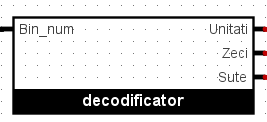 Bin_num Unitati
Zeci
Sute
decodificator